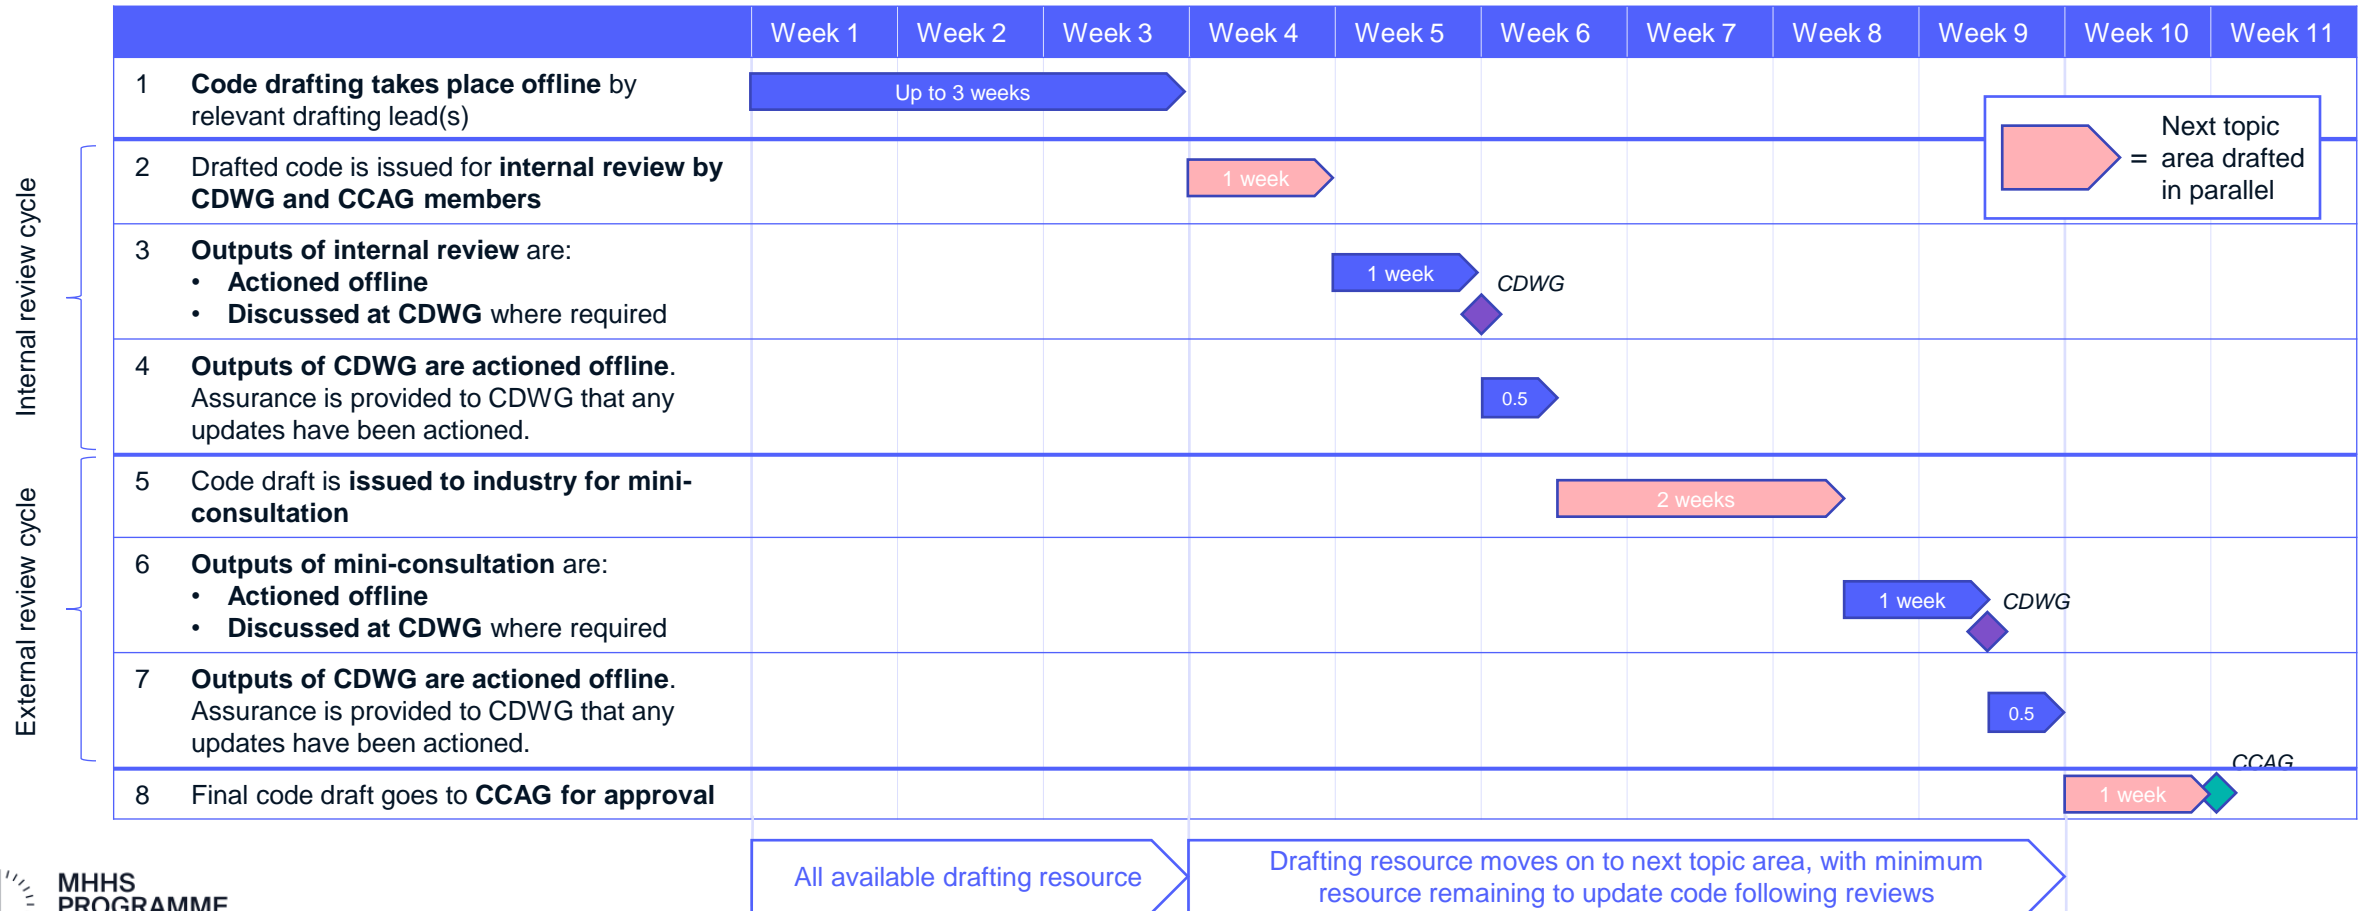 Week 1 Week 2 Week 3 Week 4 Week 5 Week 6 Week 7 Week 8 Week 9 Week 10 Week 11
1 Code drafting takes place offline by
relevant drafting lead(s)
Up to 3 weeks
Next topic
= area drafted
in parallel
Internal review cycle
2 Drafted code is issued for internal review by
CDWG and CCAG members
1 week
3 Outputs of internal review are:
• Actioned offline
• Discussed at CDWG where required
1 week
CDWG
4 Outputs of CDWG are actioned offline.
Assurance is provided to CDWG that any
updates have been actioned.
0.5
External review cycle
5 Code draft is issued to industry for mini-
consultation
2 weeks
6 Outputs of mini-consultation are:
• Actioned offline
• Discussed at CDWG where required
1 week
CDWG
7 Outputs of CDWG are actioned offline.
Assurance is provided to CDWG that any
updates have been actioned.
0.5
8 Final code draft goes to CCAG for approval
1 week
CCAG
All available drafting resource
Drafting resource moves on to next topic area, with minimum
resource remaining to update code following reviews
MHHS
PROGRAMME